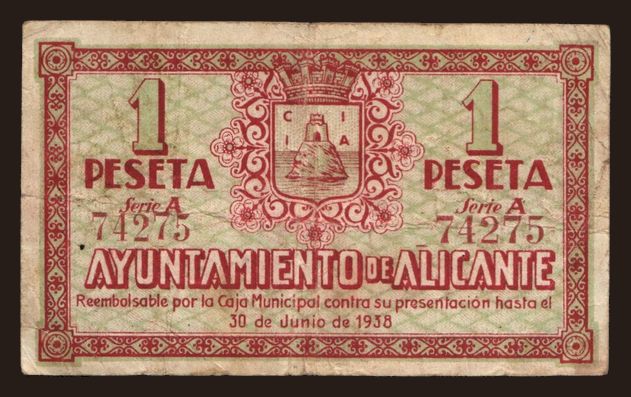 1 1
PESETA PESETA
C I
I A
Serie A Serie A
74275 74275
AYUNTAMIENTO DE ALICANTE
Reembolsable por la Caja Municipal contra su presentación hasta el
30 de Junio de 1938